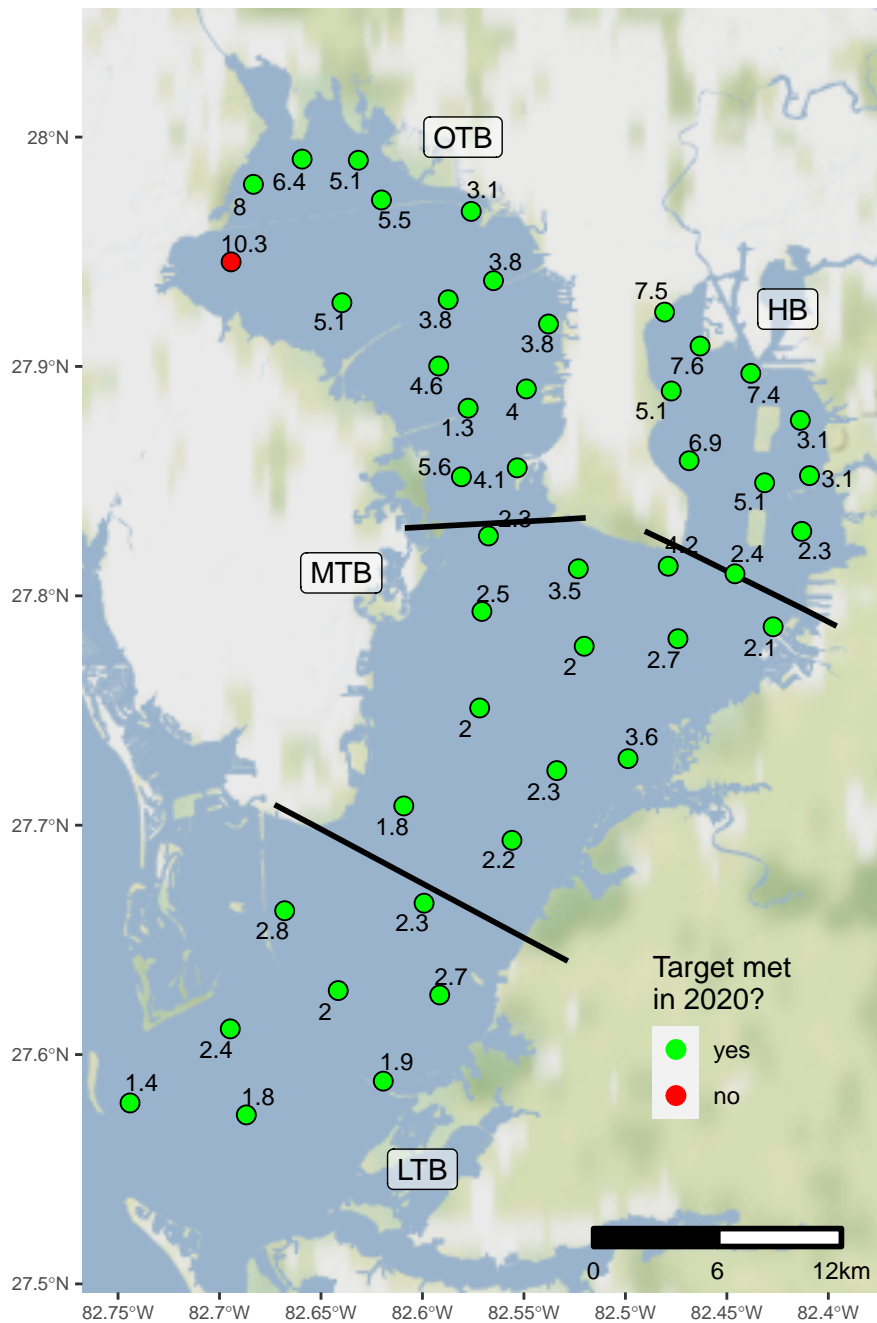 28°N
OTB
6.4
5.1
8
5.5
3.1
10.3
3.8
5.1
3.8
3.8
7.5
HB
7.6
27.9°N
4.6
4
5.1
7.4
1.3
3.1
5.6
4.1
6.9
5.1
3.1
2.3
4.2
2.4
2.3
MTB
3.5
27.8°N
2.5
2
2.7
2.1
2
3.6
2.3
27.7°N
1.8
2.2
2.8
2.3
Target met
in 2020?
2
2.7
2.4
27.6°N
yes
1.4
1.8
1.9
no
LTB
0 6 12km
27.5°N
82.75°W 82.7°W 82.65°W 82.6°W 82.55°W 82.5°W 82.45°W 82.4°W